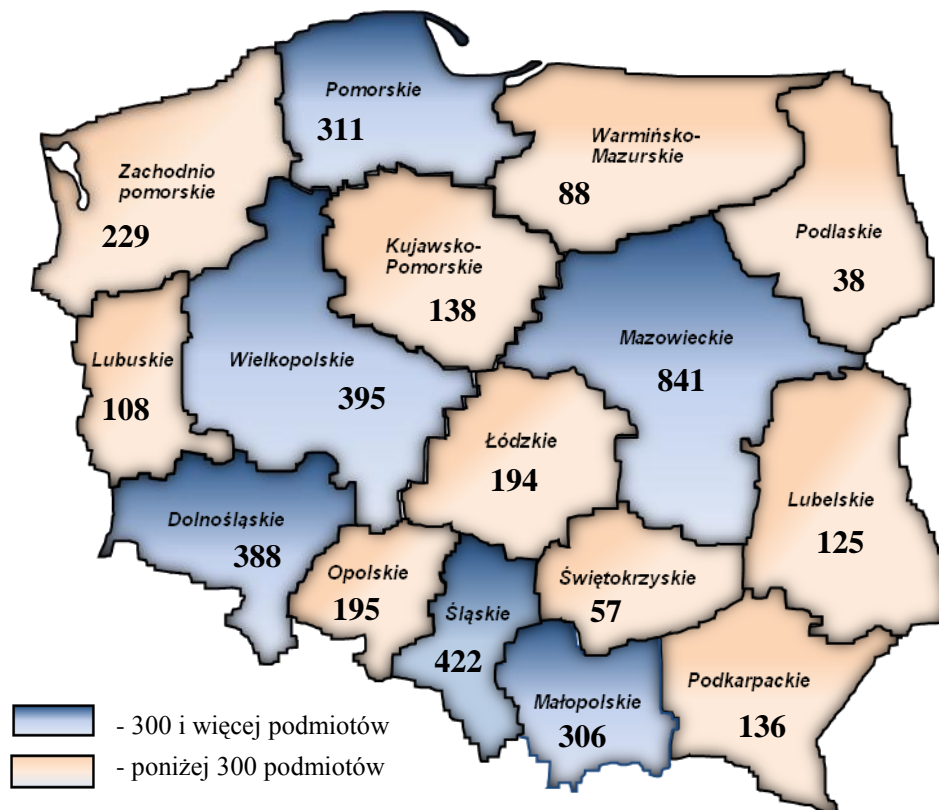 Pomorskie
311
Warmińsko-
Mazurskie
88
Zachodnio
pomorskie
229
Podlaskie
38
Kujawsko-
Pomorskie
138
Mazowieckie
841
Lubuskie
108
Wielkopolskie
395
Łódzkie
194
Lubelskie
125
Dolnośląskie
388
Opolskie
195
Śląskie
422
Świętokrzyskie
57
Małopolskie
306
Podkarpackie
136
- 300 i więcej podmiotów
- poniżej 300 podmiotów